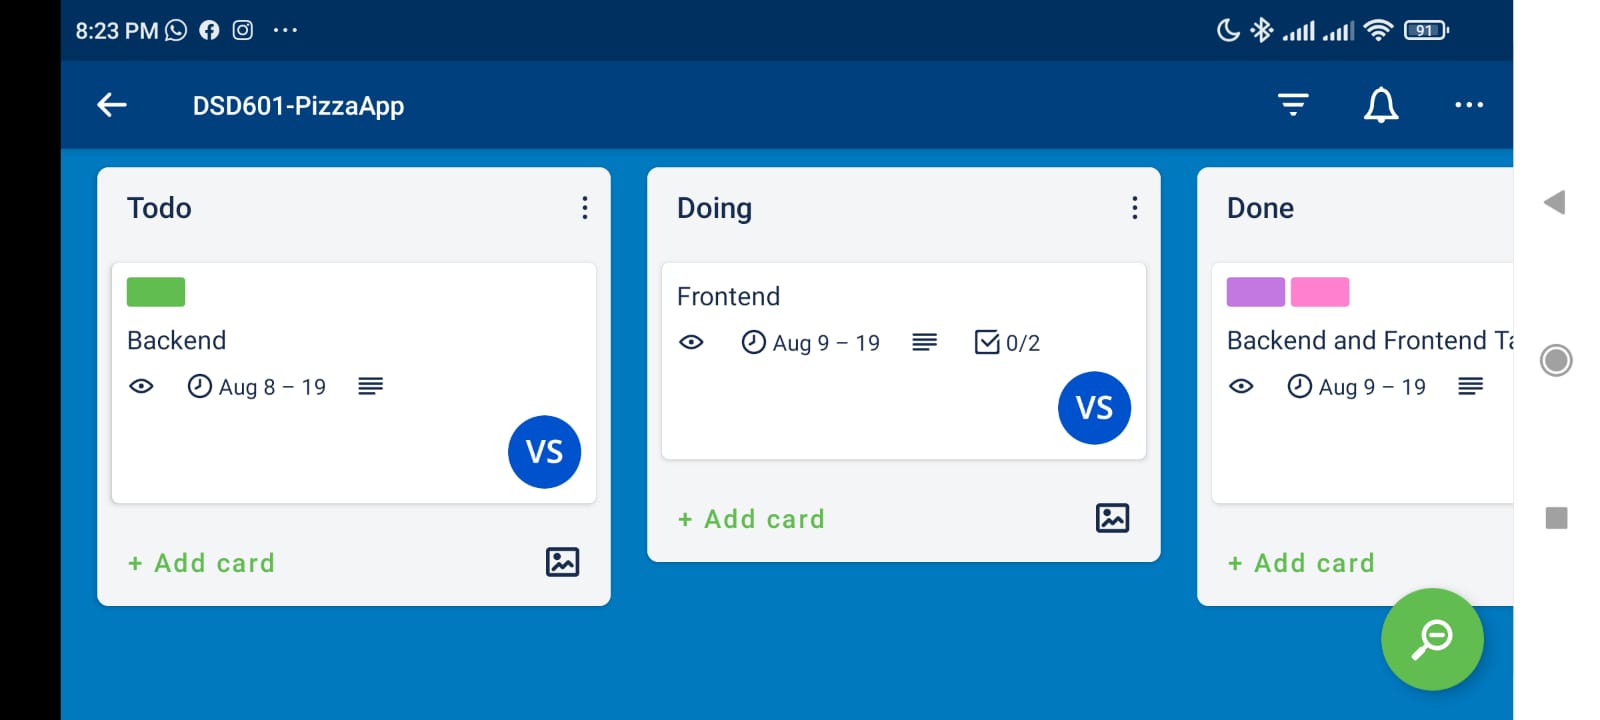 8:23 PM
91
DSD601-PizzaApp
Todo
Backend
Aug 8 – 19
VS
+ Add card
Doing
Frontend
Aug 9 – 19
0/2
VS
+ Add card
Done
Backend and Frontend
Aug 9 – 19
+ Add card